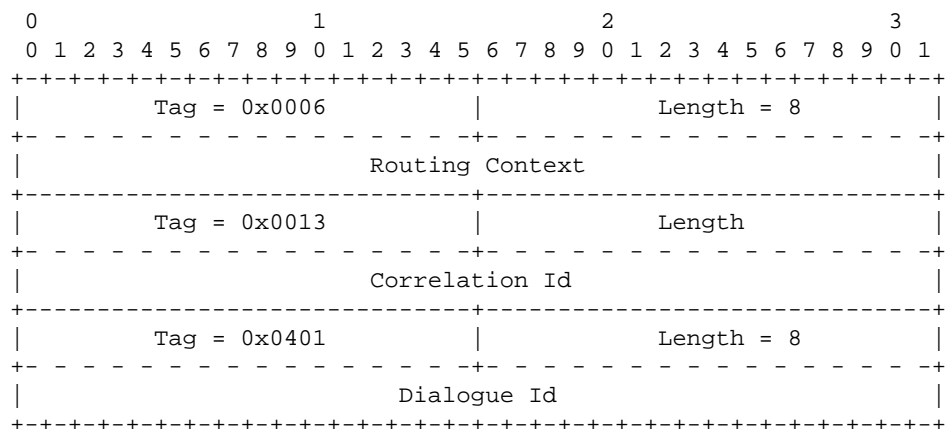 0                   1                   2                   3
 0 1 2 3 4 5 6 7 8 9 0 1 2 3 4 5 6 7 8 9 0 1 2 3 4 5 6 7 8 9 0 1
+-+-+-+-+-+-+-+-+-+-+-+-+-+-+-+-+-+-+-+-+-+-+-+-+-+-+-+-+-+-+-+-+
|         Tag = 0x0006          |            Length = 8         |
+- - - - - - - - - - - - - - - -+- - - - - - - - - - - - - - - -+
|                        Routing Context                        |
+-------------------------------+-------------------------------+
|         Tag = 0x0013          |            Length             |
+- - - - - - - - - - - - - - - -+- - - - - - - - - - - - - - - -+
|                        Correlation Id                         |
+-------------------------------+-------------------------------+
|         Tag = 0x0401          |            Length = 8         |
+- - - - - - - - - - - - - - - -+- - - - - - - - - - - - - - - -+
|                          Dialogue Id                          |
+-+-+-+-+-+-+-+-+-+-+-+-+-+-+-+-+-+-+-+-+-+-+-+-+-+-+-+-+-+-+-+-+